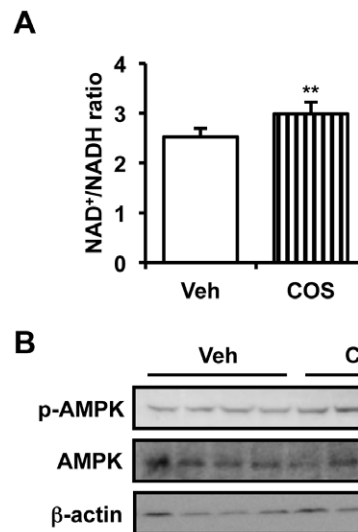 A
NAD+/NADH ratio
4
3
2
1
0
**
Veh COS
B
Veh C
p-AMPK
AMPK
β-actin